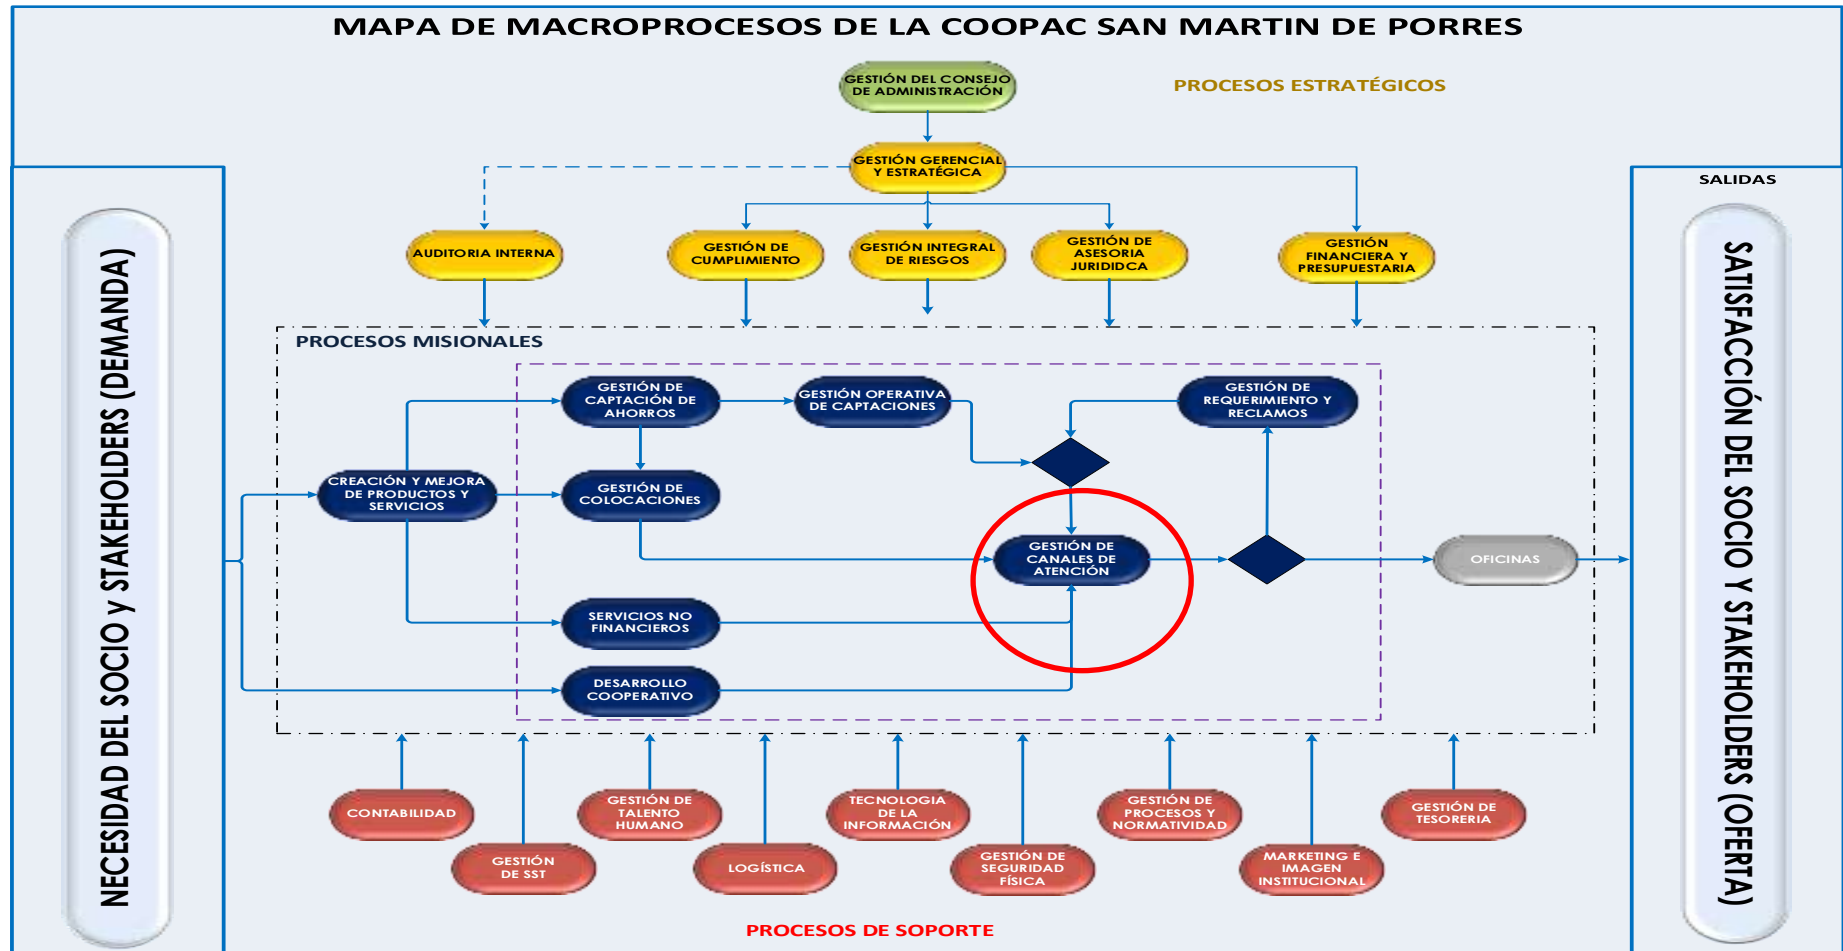 MAPA DE MACROPROCESOS DE LA COOPAC SAN MARTIN DE PORRES
GESTIÓN DEL CONSEJO
DE ADMINISTRACIÓN
PROCESOS ESTRATÉGICOS
GESTIÓN GERENCIAL
Y ESTRATÉGICA
AUDITORIA INTERNA
GESTIÓN DE
CUMPLIMIENTO
GESTIÓN INTEGRAL
DE RIESGOS
GESTIÓN DE
ASESORIA
JURIDIDCA
GESTIÓN
FINANCIERA Y
PRESUPUESTARIA
SALIDAS
NECESIDAD DEL SOCIO y STAKEHOLDERS (DEMANDA)
PROCESOS MISIONALES
GESTIÓN DE
CAPTACIÓN DE
AHORROS
GESTIÓN OPERATIVA
DE CAPTACIONES
GESTIÓN DE
REQUERIMIENTO Y
RECLAMOS
CREACIÓN Y MEJORA
DE PRODUCTOS Y
SERVICIOS
GESTIÓN DE
COLOCACIONES
GESTIÓN DE
CANALES DE
ATENCIÓN
OFICINAS
SERVICIOS NO
FINANCIEROS
DESARROLLO
COOPERATIVO
SATISFACCIÓN DEL SOCIO Y STAKEHOLDERS (OFERTA)
CONTABILIDAD
GESTIÓN
DE SST
GESTIÓN DE
TALENTO
HUMANO
LOGÍSTICA
TECNOLOGIA
DE LA
INFORMACIÓN
GESTIÓN DE
SEGURIDAD
FÍSICA
GESTIÓN DE
PROCESOS Y
NORMATIVIDAD
MARKETING E
IMAGEN
INSTITUCIONAL
GESTIÓN DE
TESORERIA
PROCESOS DE SOPORTE